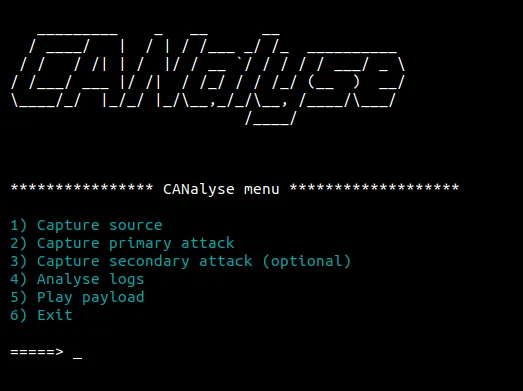 CANalyse
**************** CANalyse menu *******************
1) Capture source
2) Capture primary attack
3) Capture secondary attack (optional)
4) Analyse logs
5) Play payload
6) Exit
=====> _